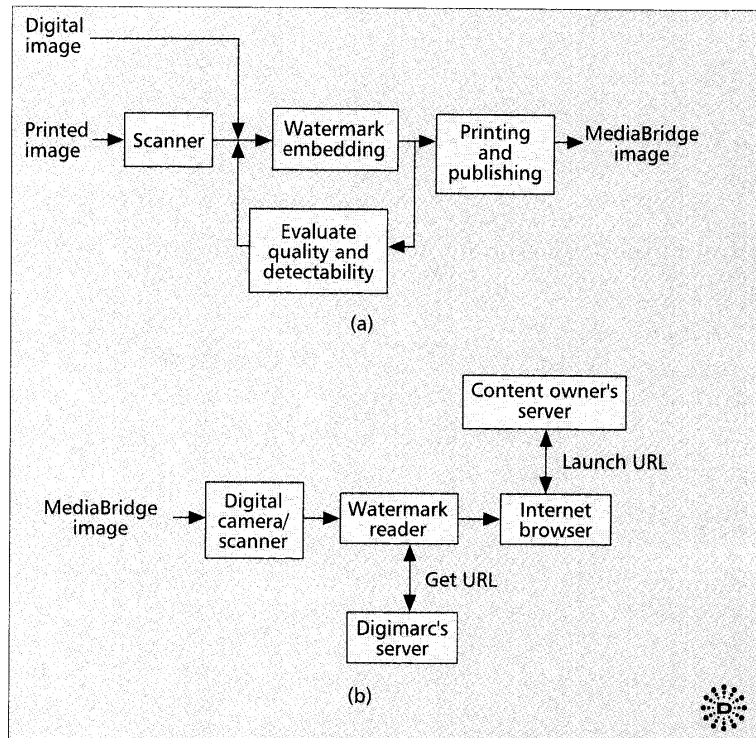 Digital
image
Printed
image
Scanner
Watermark
embedding
Printing
and
publishing
MediaBridge
image
Evaluate
quality and
detectability
(a)
Content owner's
server
Launch URL
MediaBridge
image
Digital
camera/
scanner
Watermark
reader
Internet
browser
Get URL
Digimarc's
server
(b)
D